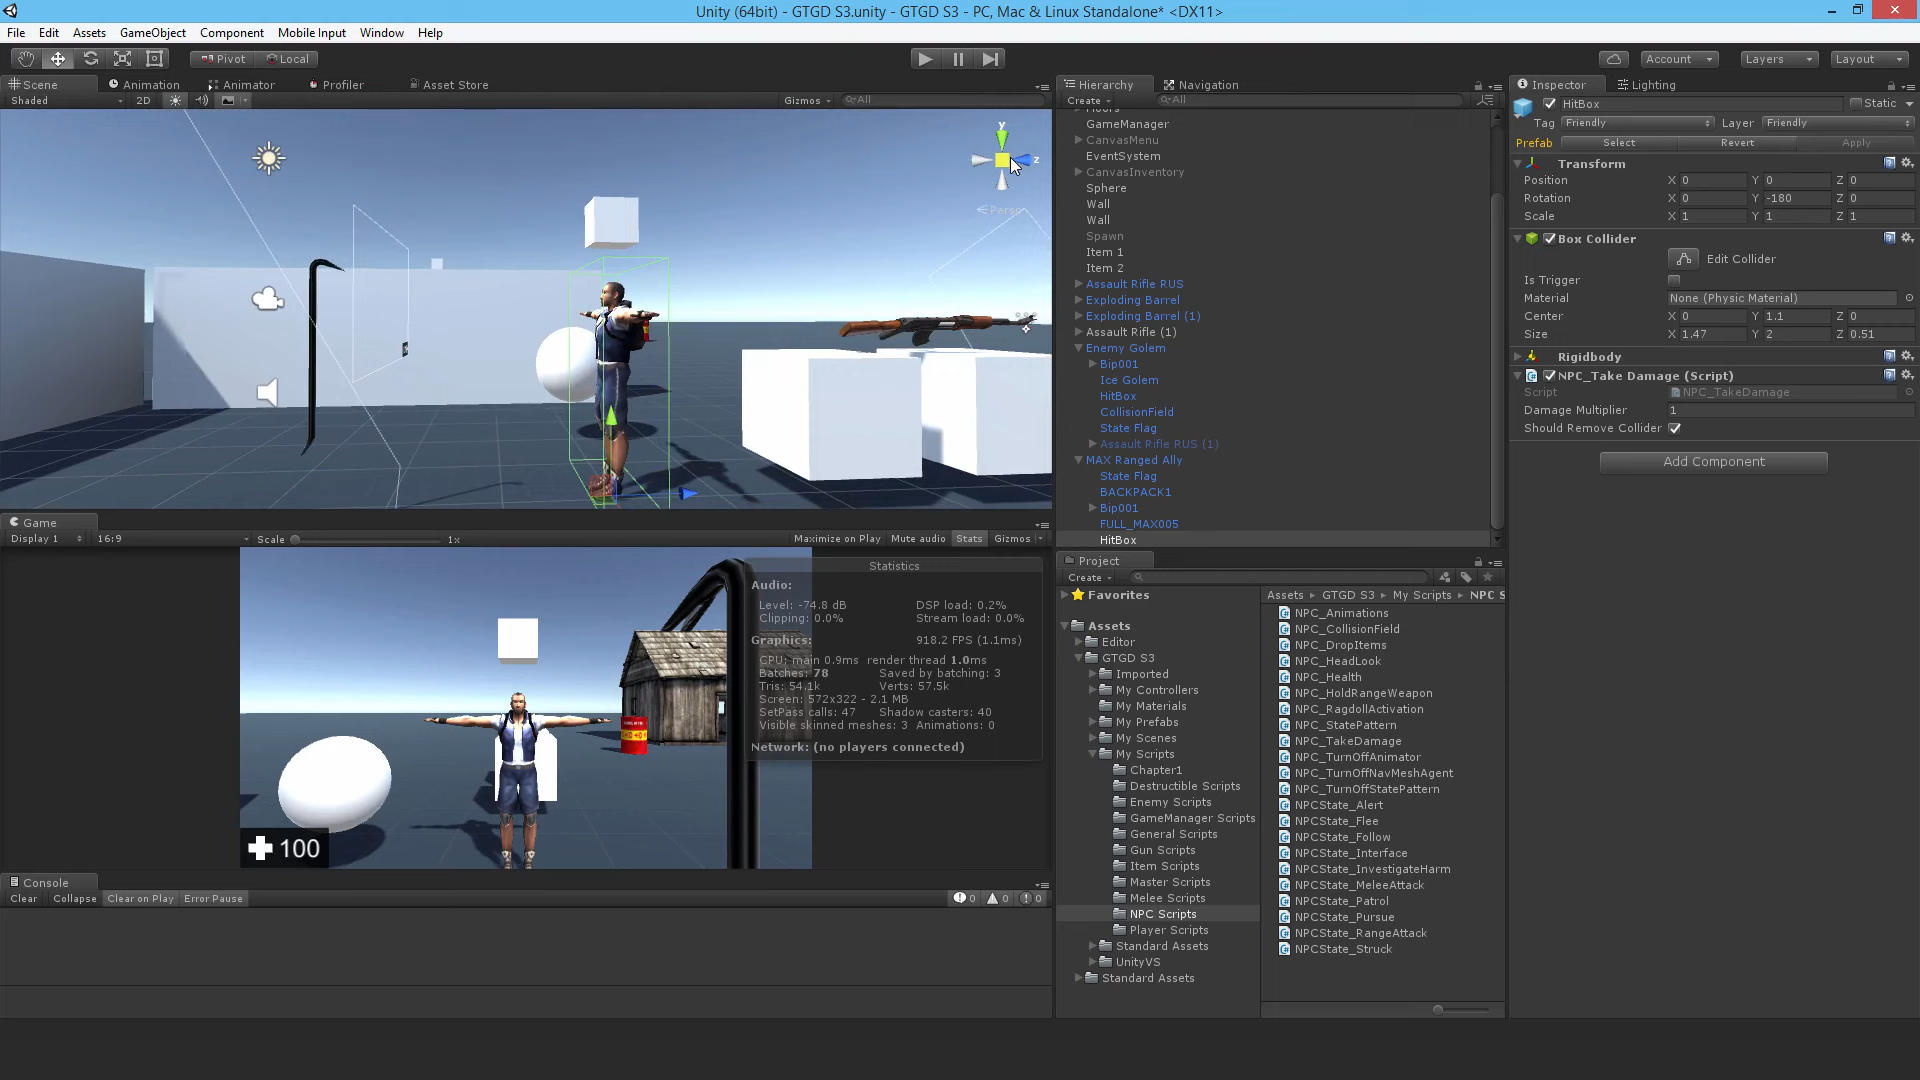 Unity (64bit) - GTGD S3.unity - GTGD S3 - PC, Mac & Linux Standalone* <DX11>
File Edit Assets GameObject Component Mobile Input Window Help
Pivot Local Account Layers Layout
Scene Animation Animator Profiler Asset Store
Shaded 2D Gizmos All
y
z
Persp
Game
Display 1 16:9 Scale 1x Maximize on Play Mute audio Stats Gizmos
Statistics
Audio:
Level: -74.8 dB DSP load: 0.2%
Clipping: 0.0% Stream load: 0.0%
Graphics: 918.2 FPS (1.1ms)
CPU: main 0.9ms render thread 1.0ms
Batches: 78 Saved by batching: 3
Tris: 54.1k Verts: 57.5k
Screen: 572x322 - 2.1 MB
SetPass calls: 47 Shadow casters: 40
Visible skinned meshes: 3 Animations: 0
Network: (no players connected)
100
Console
Clear Collapse Clear on Play Error Pause 0 0 0
Hierarchy Navigation
Create All
Floors
GameManager
CanvasMenu
EventSystem
CanvasInventory
Sphere
Wall
Wall
Spawn
Item 1
Item 2
Assault Rifle RUS
Exploding Barrel
Exploding Barrel (1)
Assault Rifle (1)
Enemy Golem
Bip001
Ice Golem
HitBox
CollisionField
State Flag
Assault Rifle RUS (1)
MAX Ranged Ally
State Flag
BACKPACK1
Bip001
FULL_MAX005
HitBox
Project
Create
Favorites
Assets
Editor
GTGD S3
Imported
My Controllers
My Materials
My Prefabs
My Scenes
My Scripts
Chapter1
Destructible Scripts
Enemy Scripts
GameManager Scripts
General Scripts
Gun Scripts
Item Scripts
Master Scripts
Melee Scripts
NPC Scripts
Player Scripts
Standard Assets
UnityVS
Standard Assets
Assets GTGD S3 My Scripts NPC S
NPC_Animations
NPC_CollisionField
NPC_DropItems
NPC_HeadLook
NPC_Health
NPC_HoldRangeWeapon
NPC_RagdollActivation
NPC_StatePattern
NPC_TakeDamage
NPC_TurnOffAnimator
NPC_TurnOffNavMeshAgent
NPC_TurnOffStatePattern
NPCState_Alert
NPCState_Flee
NPCState_Follow
NPCState_Interface
NPCState_InvestigateHarm
NPCState_MeleeAttack
NPCState_Patrol
NPCState_Pursue
NPCState_RangeAttack
NPCState_Struck
Inspector Lighting
HitBox Static
Tag Friendly Layer Friendly
Prefab Select Revert Apply
Transform
Position X 0 Y 0 Z 0
Rotation X 0 Y -180 Z 0
Scale X 1 Y 1 Z 1
Box Collider
Edit Collider
Is Trigger
Material None (Physic Material)
Center X 0 Y 1.1 Z 0
Size X 1.47 Y 2 Z 0.51
Rigidbody
NPC_Take Damage (Script)
Script NPC_TakeDamage
Damage Multiplier 1
Should Remove Collider
Add Component